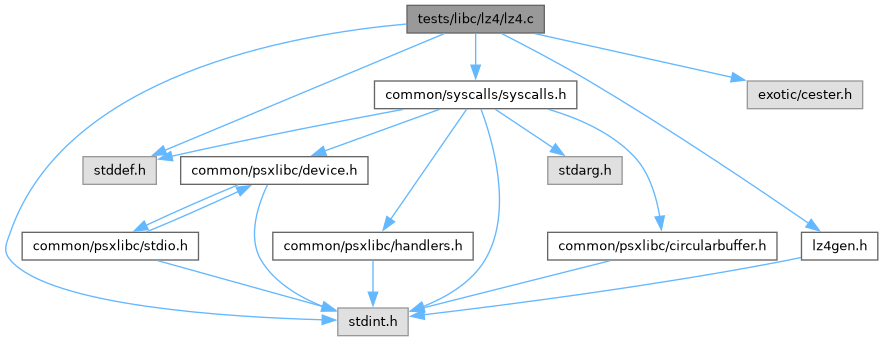 tests/libc/lz4/lz4.c
common/syscalls/syscalls.h
exotic/cester.h
stddef.h
common/psxlibc/device.h
stdarg.h
common/psxlibc/stdio.h
common/psxlibc/handlers.h
common/psxlibc/circularbuffer.h
lz4gen.h
stdint.h